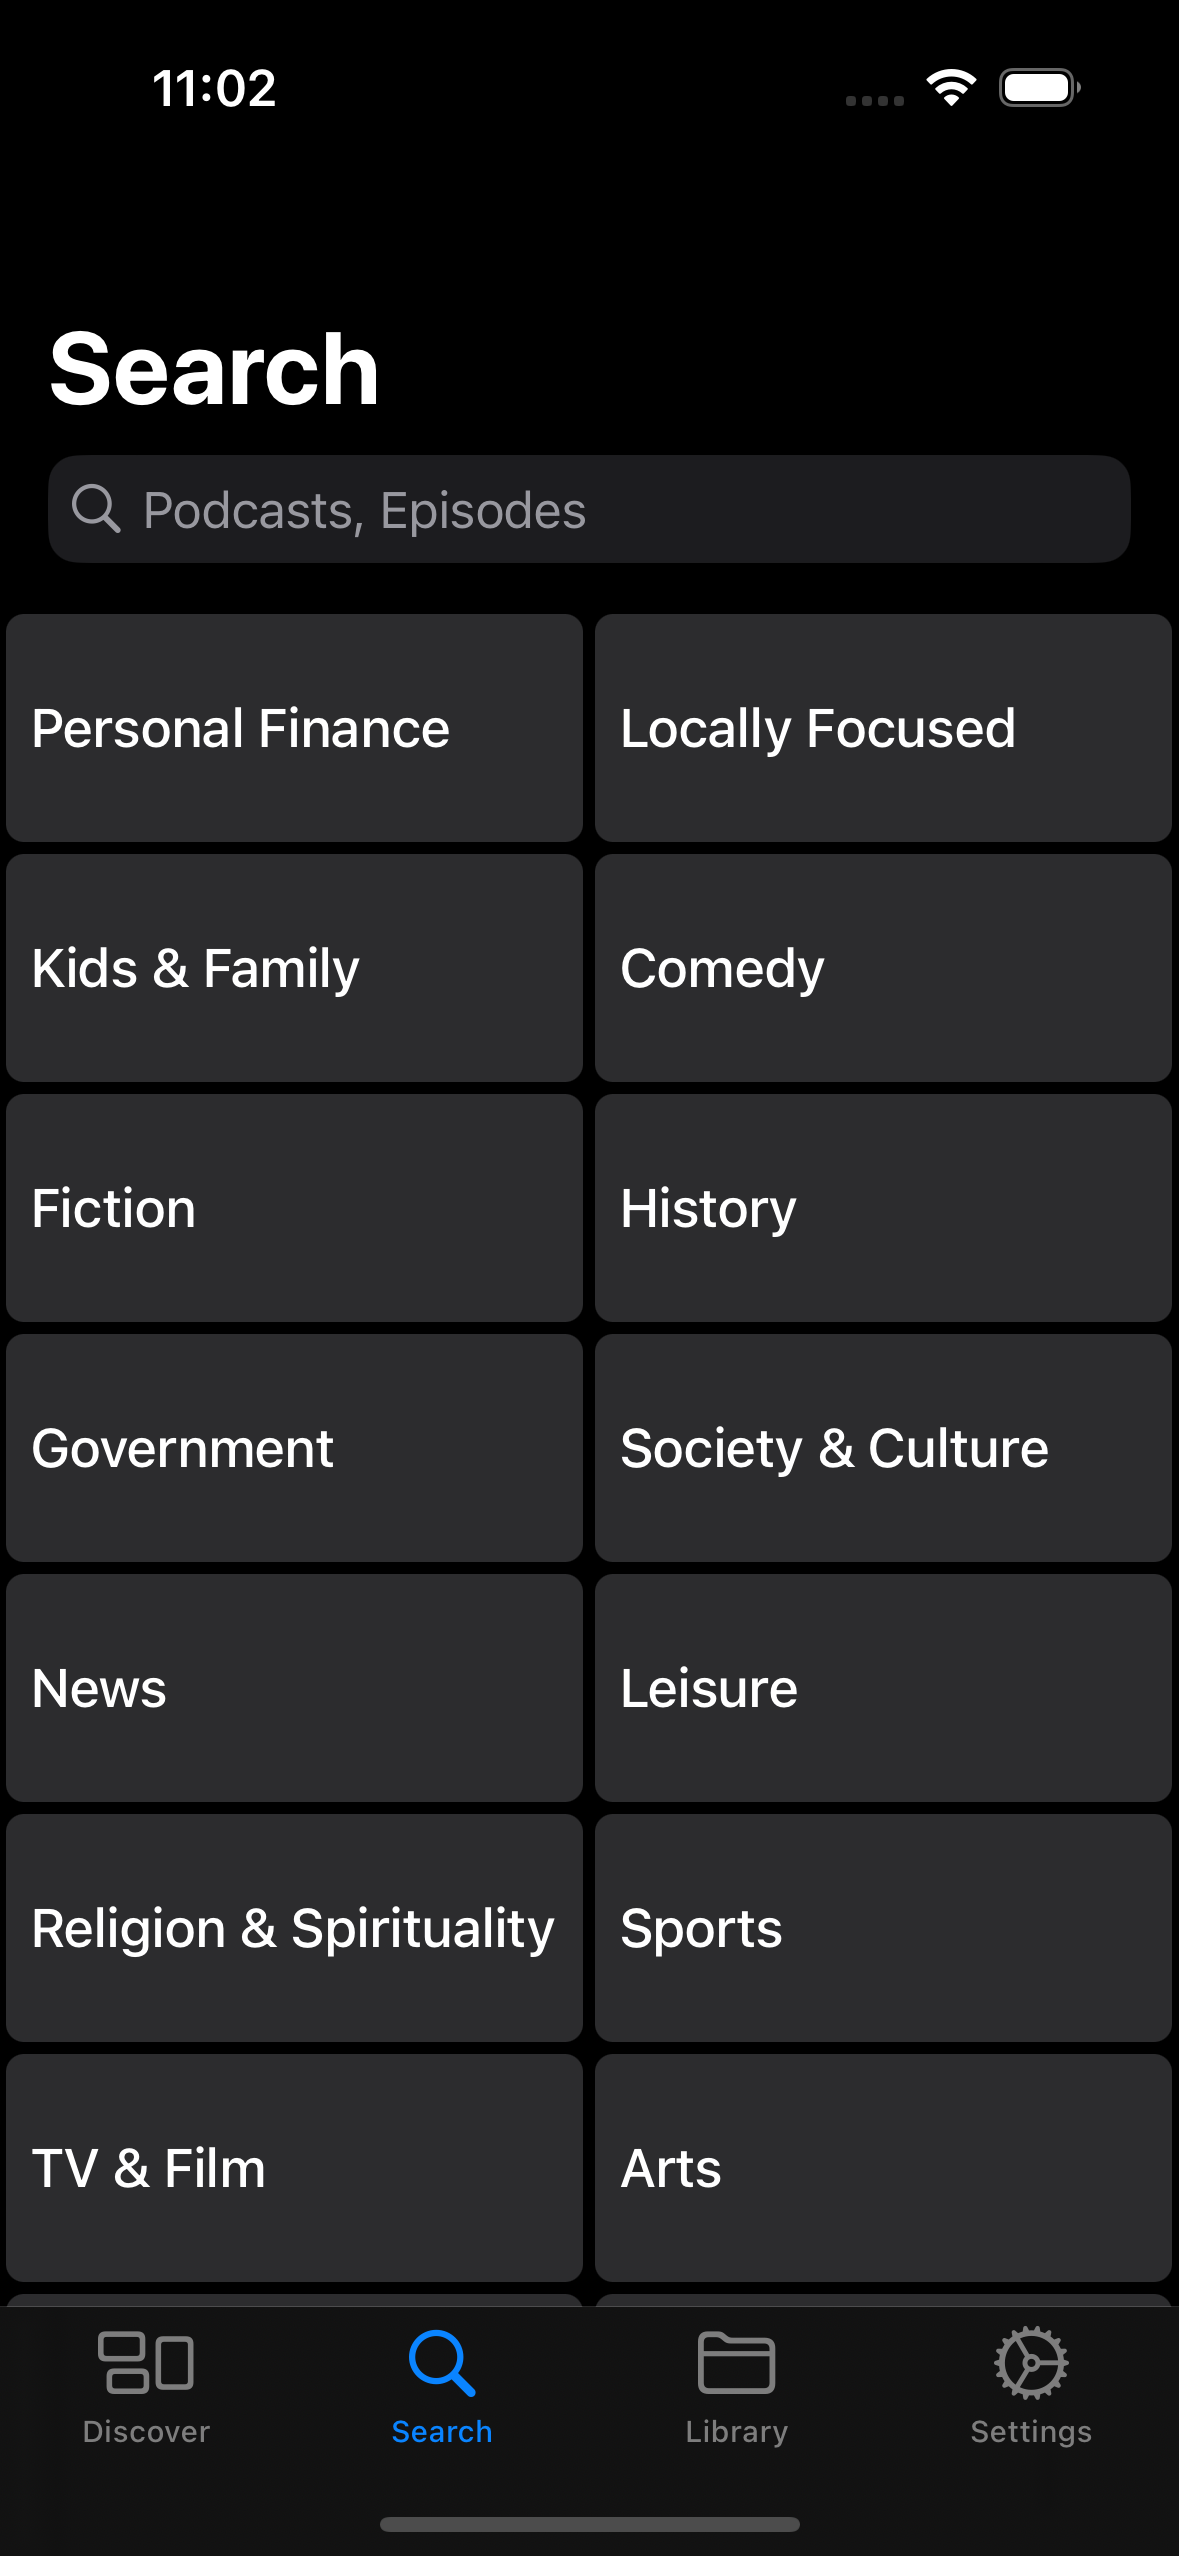 11:02
Search
Podcasts, Episodes
Personal Finance
Locally Focused
Kids & Family
Comedy
Fiction
History
Government
Society & Culture
News
Leisure
Religion & Spirituality
Sports
TV & Film
Arts
Discover
Search
Library
Settings